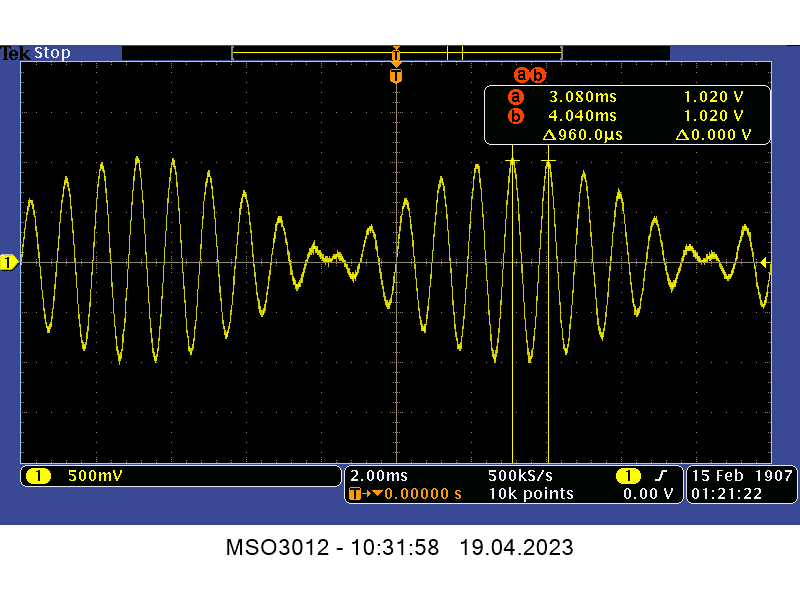 Tek Stop
T
T
a b
a 3.080ms 1.020 V
b 4.040ms 1.020 V
Δ960.0µs Δ0.000 V
1
1 500mV
2.00ms 500kS/s 1 0.00 V
T→▼0.00000 s 10k points
15 Feb 1907
01:21:22
MSO3012 - 10:31:58 19.04.2023